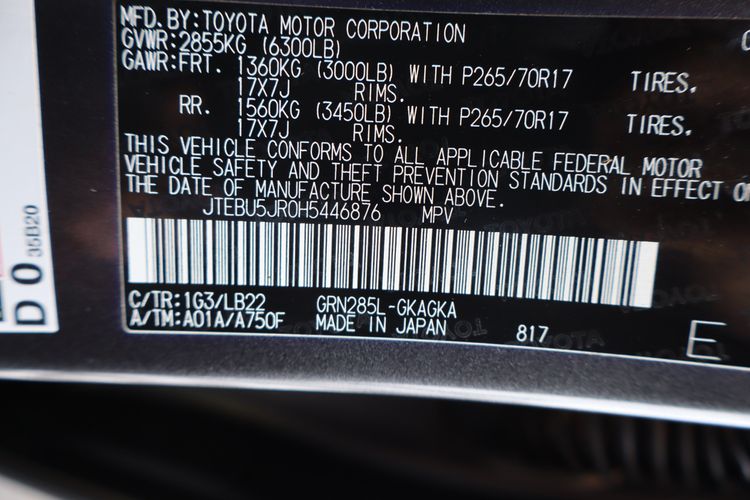 MFD. BY: TOYOTA MOTOR CORPORATION
GVWR: 2855KG (6300LB)
GAWR: FRT. 1360KG (3000LB) WITH P265/70R17 TIRES,
17X7J RIMS.
RR. 1560KG (3450LB) WITH P265/70R17 TIRES,
17X7J RIMS.
THIS VEHICLE CONFORMS TO ALL APPLICABLE FEDERAL MOTOR
VEHICLE SAFETY AND THEFT PREVENTION STANDARDS IN EFFECT
THE DATE OF MANUFACTURE SHOWN ABOVE.
JTEBU5JR0H5446876 MPV
C/TR: 1G3/LB22 GRN285L-GKAGKA
A/TM: A01A/A750F MADE IN JAPAN 817
E
D0
35B20
TOYOTA
TOYOTA